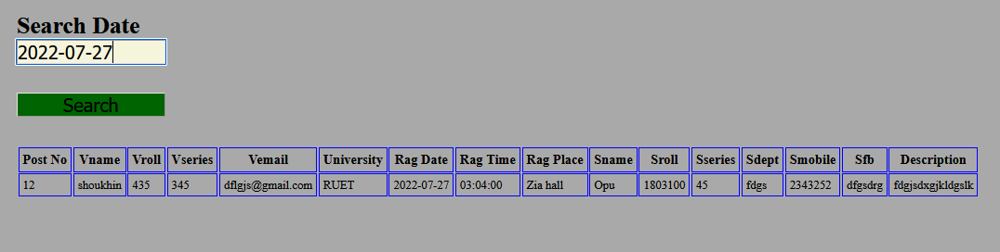 Search Date
2022-07-27
Search
Post No Vname Vroll Vseries Vemail University Rag Date Rag Time Rag Place Sname Sroll Sseries Sdept Smobile Sfb Description
12 shoukhin 435 345 dflgjs@gmail.com RUET 2022-07-27 03:04:00 Zia hall Opu 1803100 45 fdgs 2343252 dfgsdrg fdgjsdxgjkldgslk